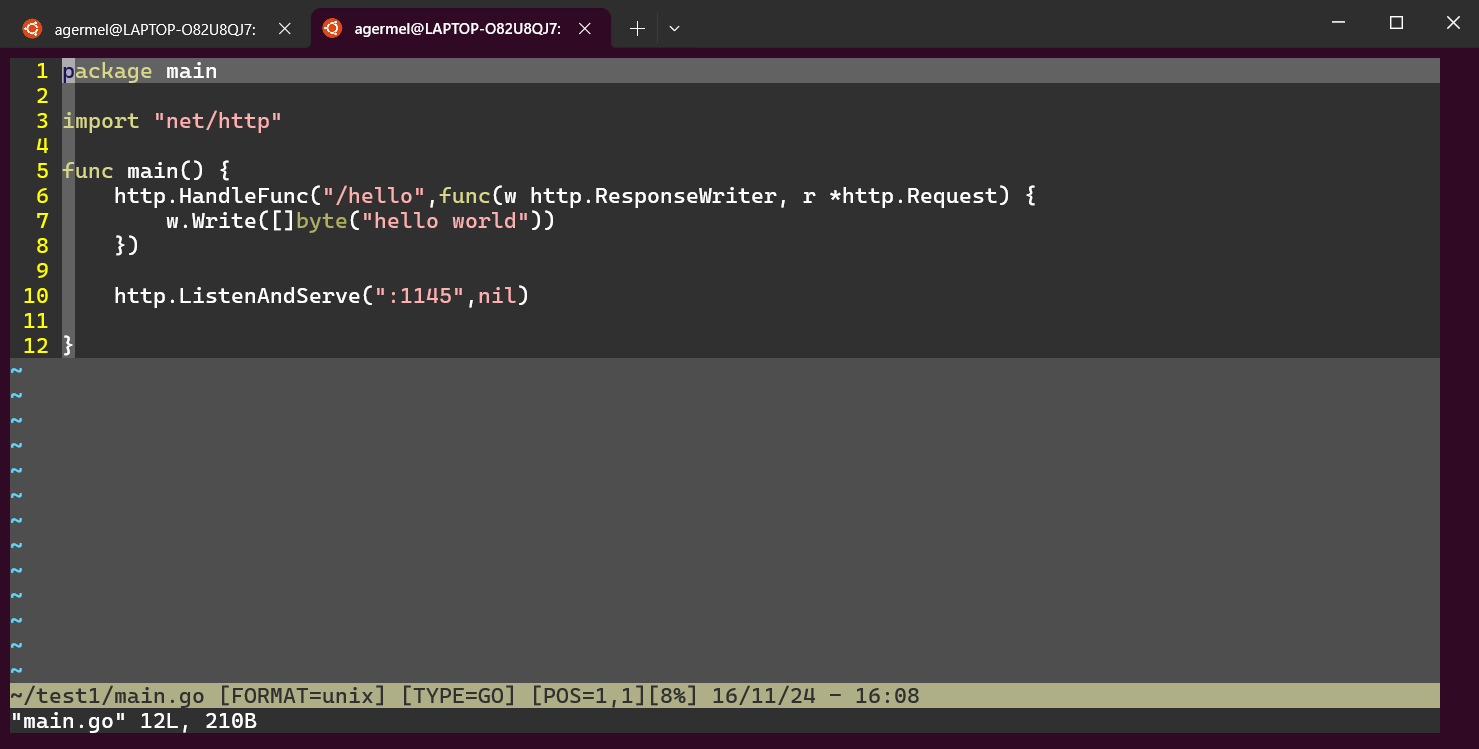 agermel@LAPTOP-O82U8QJ7: agermel@LAPTOP-O82U8QJ7:
1 package main
2
3 import "net/http"
4
5 func main() {
6     http.HandleFunc("/hello",func(w http.ResponseWriter, r *http.Request) {
7         w.Write([]byte("hello world"))
8     })
9
10     http.ListenAndServe(":1145",nil)
11
12 }
~
~
~
~
~
~
~
~
~
~
~
~
~
~/test1/main.go [FORMAT=unix] [TYPE=GO] [POS=1,1][8%] 16/11/24 - 16:08
"main.go" 12L, 210B